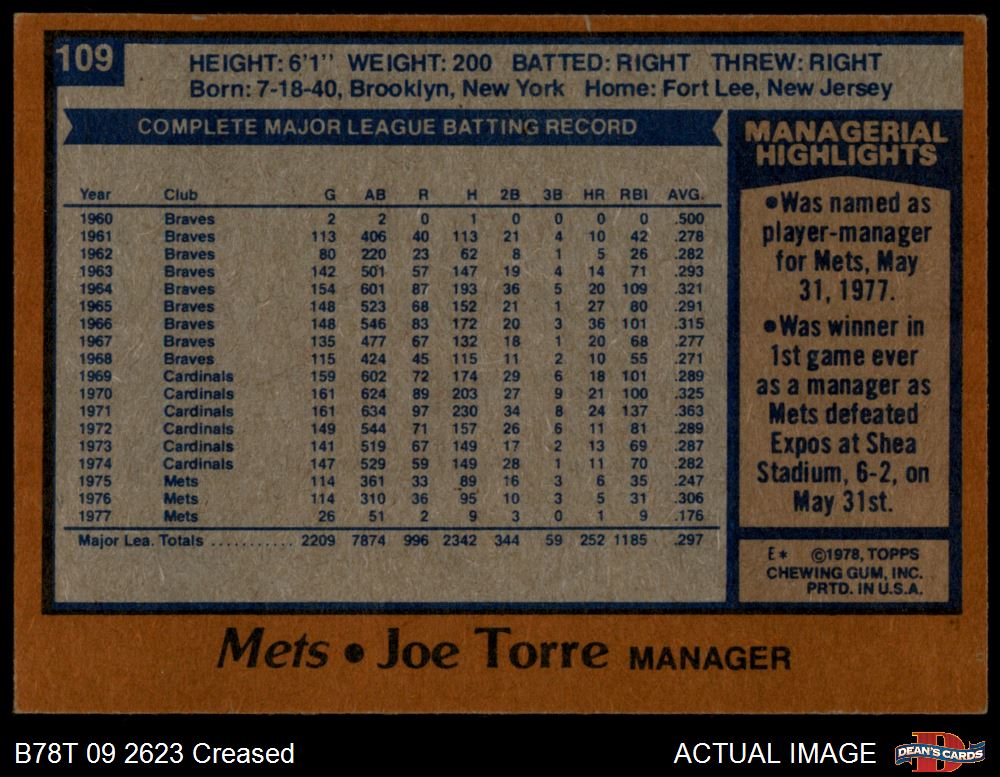 109
HEIGHT: 6'1'' WEIGHT: 200 BATTED: RIGHT THREW: RIGHT
Born: 7-18-40, Brooklyn, New York Home: Fort Lee, New Jersey
COMPLETE MAJOR LEAGUE BATTING RECORD
Year Club G AB R H 2B 3B HR RBI AVG.
1960 Braves 2 2 0 1 0 0 0 0 .500
1961 Braves 113 406 40 113 21 4 10 42 .278
1962 Braves 80 220 23 62 8 1 5 26 .282
1963 Braves 142 501 57 147 19 4 14 71 .293
1964 Braves 154 601 87 193 36 5 20 109 .321
1965 Braves 148 523 68 152 21 1 27 80 .291
1966 Braves 148 546 83 172 20 3 36 101 .315
1967 Braves 135 477 67 132 18 1 20 68 .277
1968 Braves 115 424 45 115 11 2 10 55 .271
1969 Cardinals 159 602 72 174 29 6 18 101 .289
1970 Cardinals 161 624 89 203 27 9 21 100 .325
1971 Cardinals 161 634 97 230 34 8 24 137 .363
1972 Cardinals 149 544 71 157 26 6 11 81 .289
1973 Cardinals 141 519 67 149 17 2 13 69 .287
1974 Cardinals 147 529 59 149 28 1 11 70 .282
1975 Mets 114 361 33 89 16 3 6 35 .247
1976 Mets 114 310 36 95 10 3 5 31 .306
1977 Mets 26 51 2 9 3 0 1 9 .176
Major Lea. Totals ........... 2209 7874 996 2342 344 59 252 1185 .297
MANAGERIAL
HIGHLIGHTS
•Was named as
player-manager
for Mets, May
31, 1977.
•Was winner in
1st game ever
as a manager as
Mets defeated
Expos at Shea
Stadium, 6-2, on
May 31st.
E* ©1978, TOPPS
CHEWING GUM, INC.
PRTD. IN U.S.A.
Mets • Joe Torre MANAGER
B78T 09 2623 Creased
ACTUAL IMAGE
D
DEAN'S CARDS